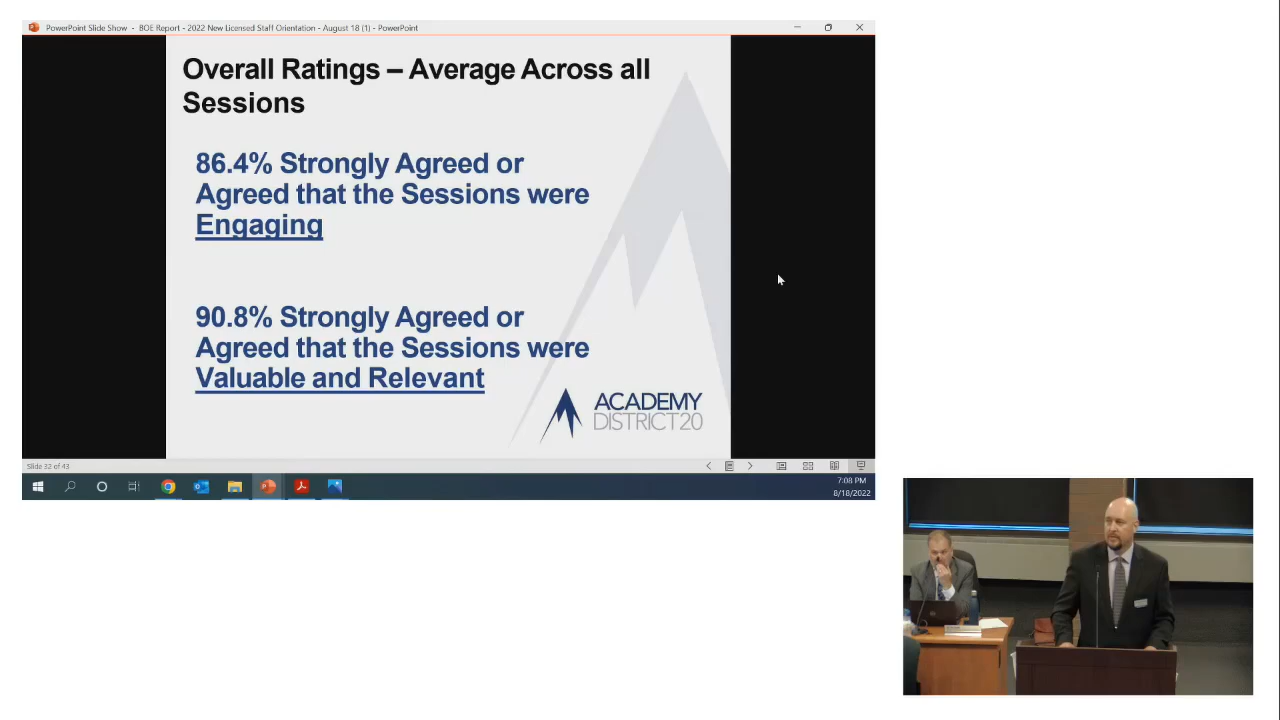 PowerPoint Slide Show - BOE Report - 2022 New Licensed Staff Orientation - August 18 (1) - PowerPoint
Overall Ratings – Average Across all
Sessions
86.4% Strongly Agreed or
Agreed that the Sessions were
Engaging
90.8% Strongly Agreed or
Agreed that the Sessions were
Valuable and Relevant
ACADEMY
DISTRICT20
Slide 32 of 43
7:08 PM
8/18/2022